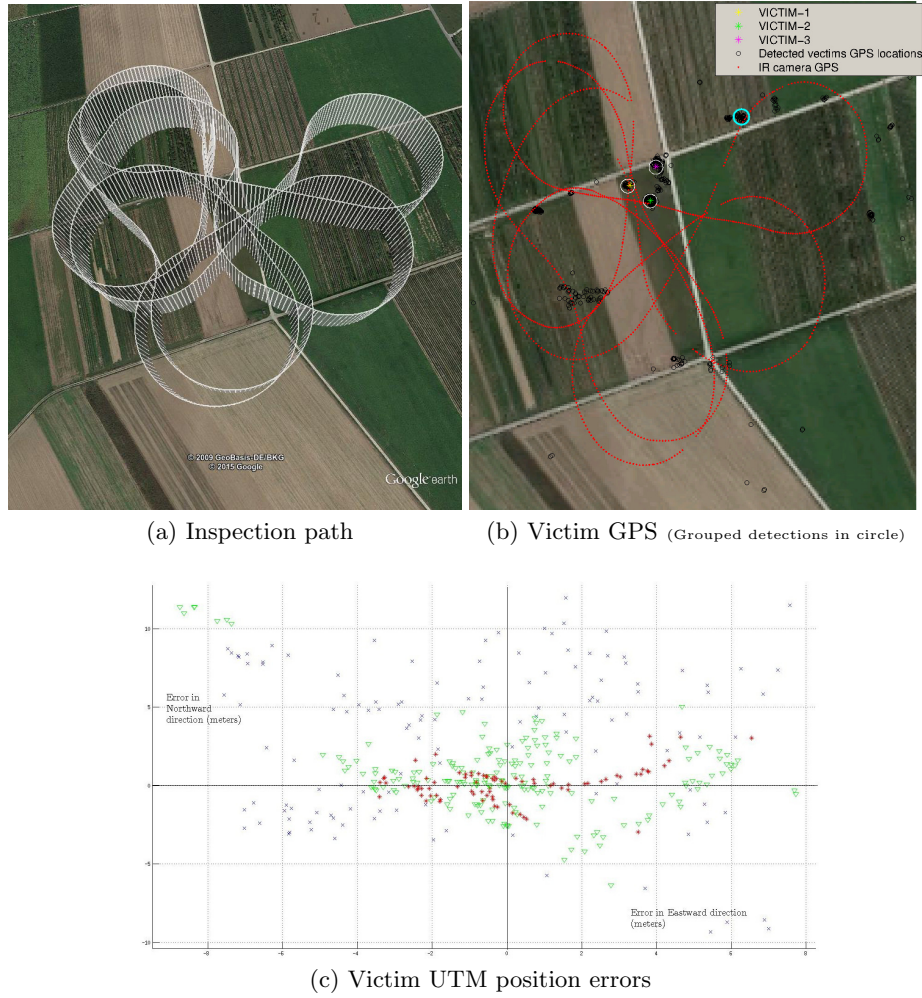 VICTIM-1
VICTIM-2
VICTIM-3
Detected vectims GPS locations
IR camera GPS
© 2009 GeoBasis-DE/BKG
© 2015 Google
Google earth
(a) Inspection path
(b) Victim GPS (Grouped detections in circle)
10
5
0
-5
-10
Error in
Northward
direction (meters)
Error in Eastward direction
(meters)
-8
-6
-4
-2
0
2
4
6
8
(c) Victim UTM position errors